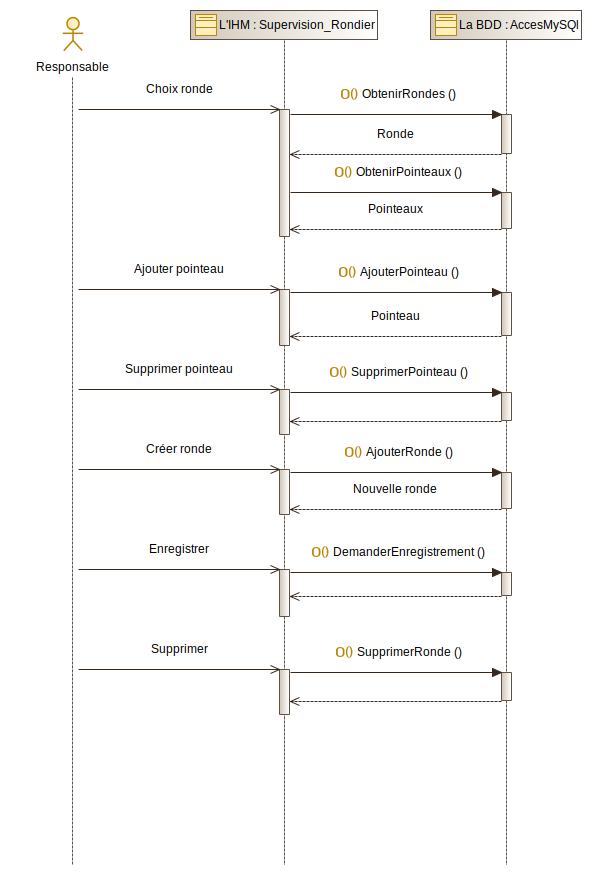 L'IHM : Supervision_Rondier
La BDD : AccesMySQl
Responsable
Choix ronde
O() ObtenirRondes ()
Ronde
O() ObtenirPointeaux ()
Pointeaux
Ajouter pointeau
O() AjouterPointeau ()
Pointeau
Supprimer pointeau
O() SupprimerPointeau ()
Créer ronde
O() AjouterRonde ()
Nouvelle ronde
Enregistrer
O() DemanderEnregistrement ()
Supprimer
O() SupprimerRonde ()